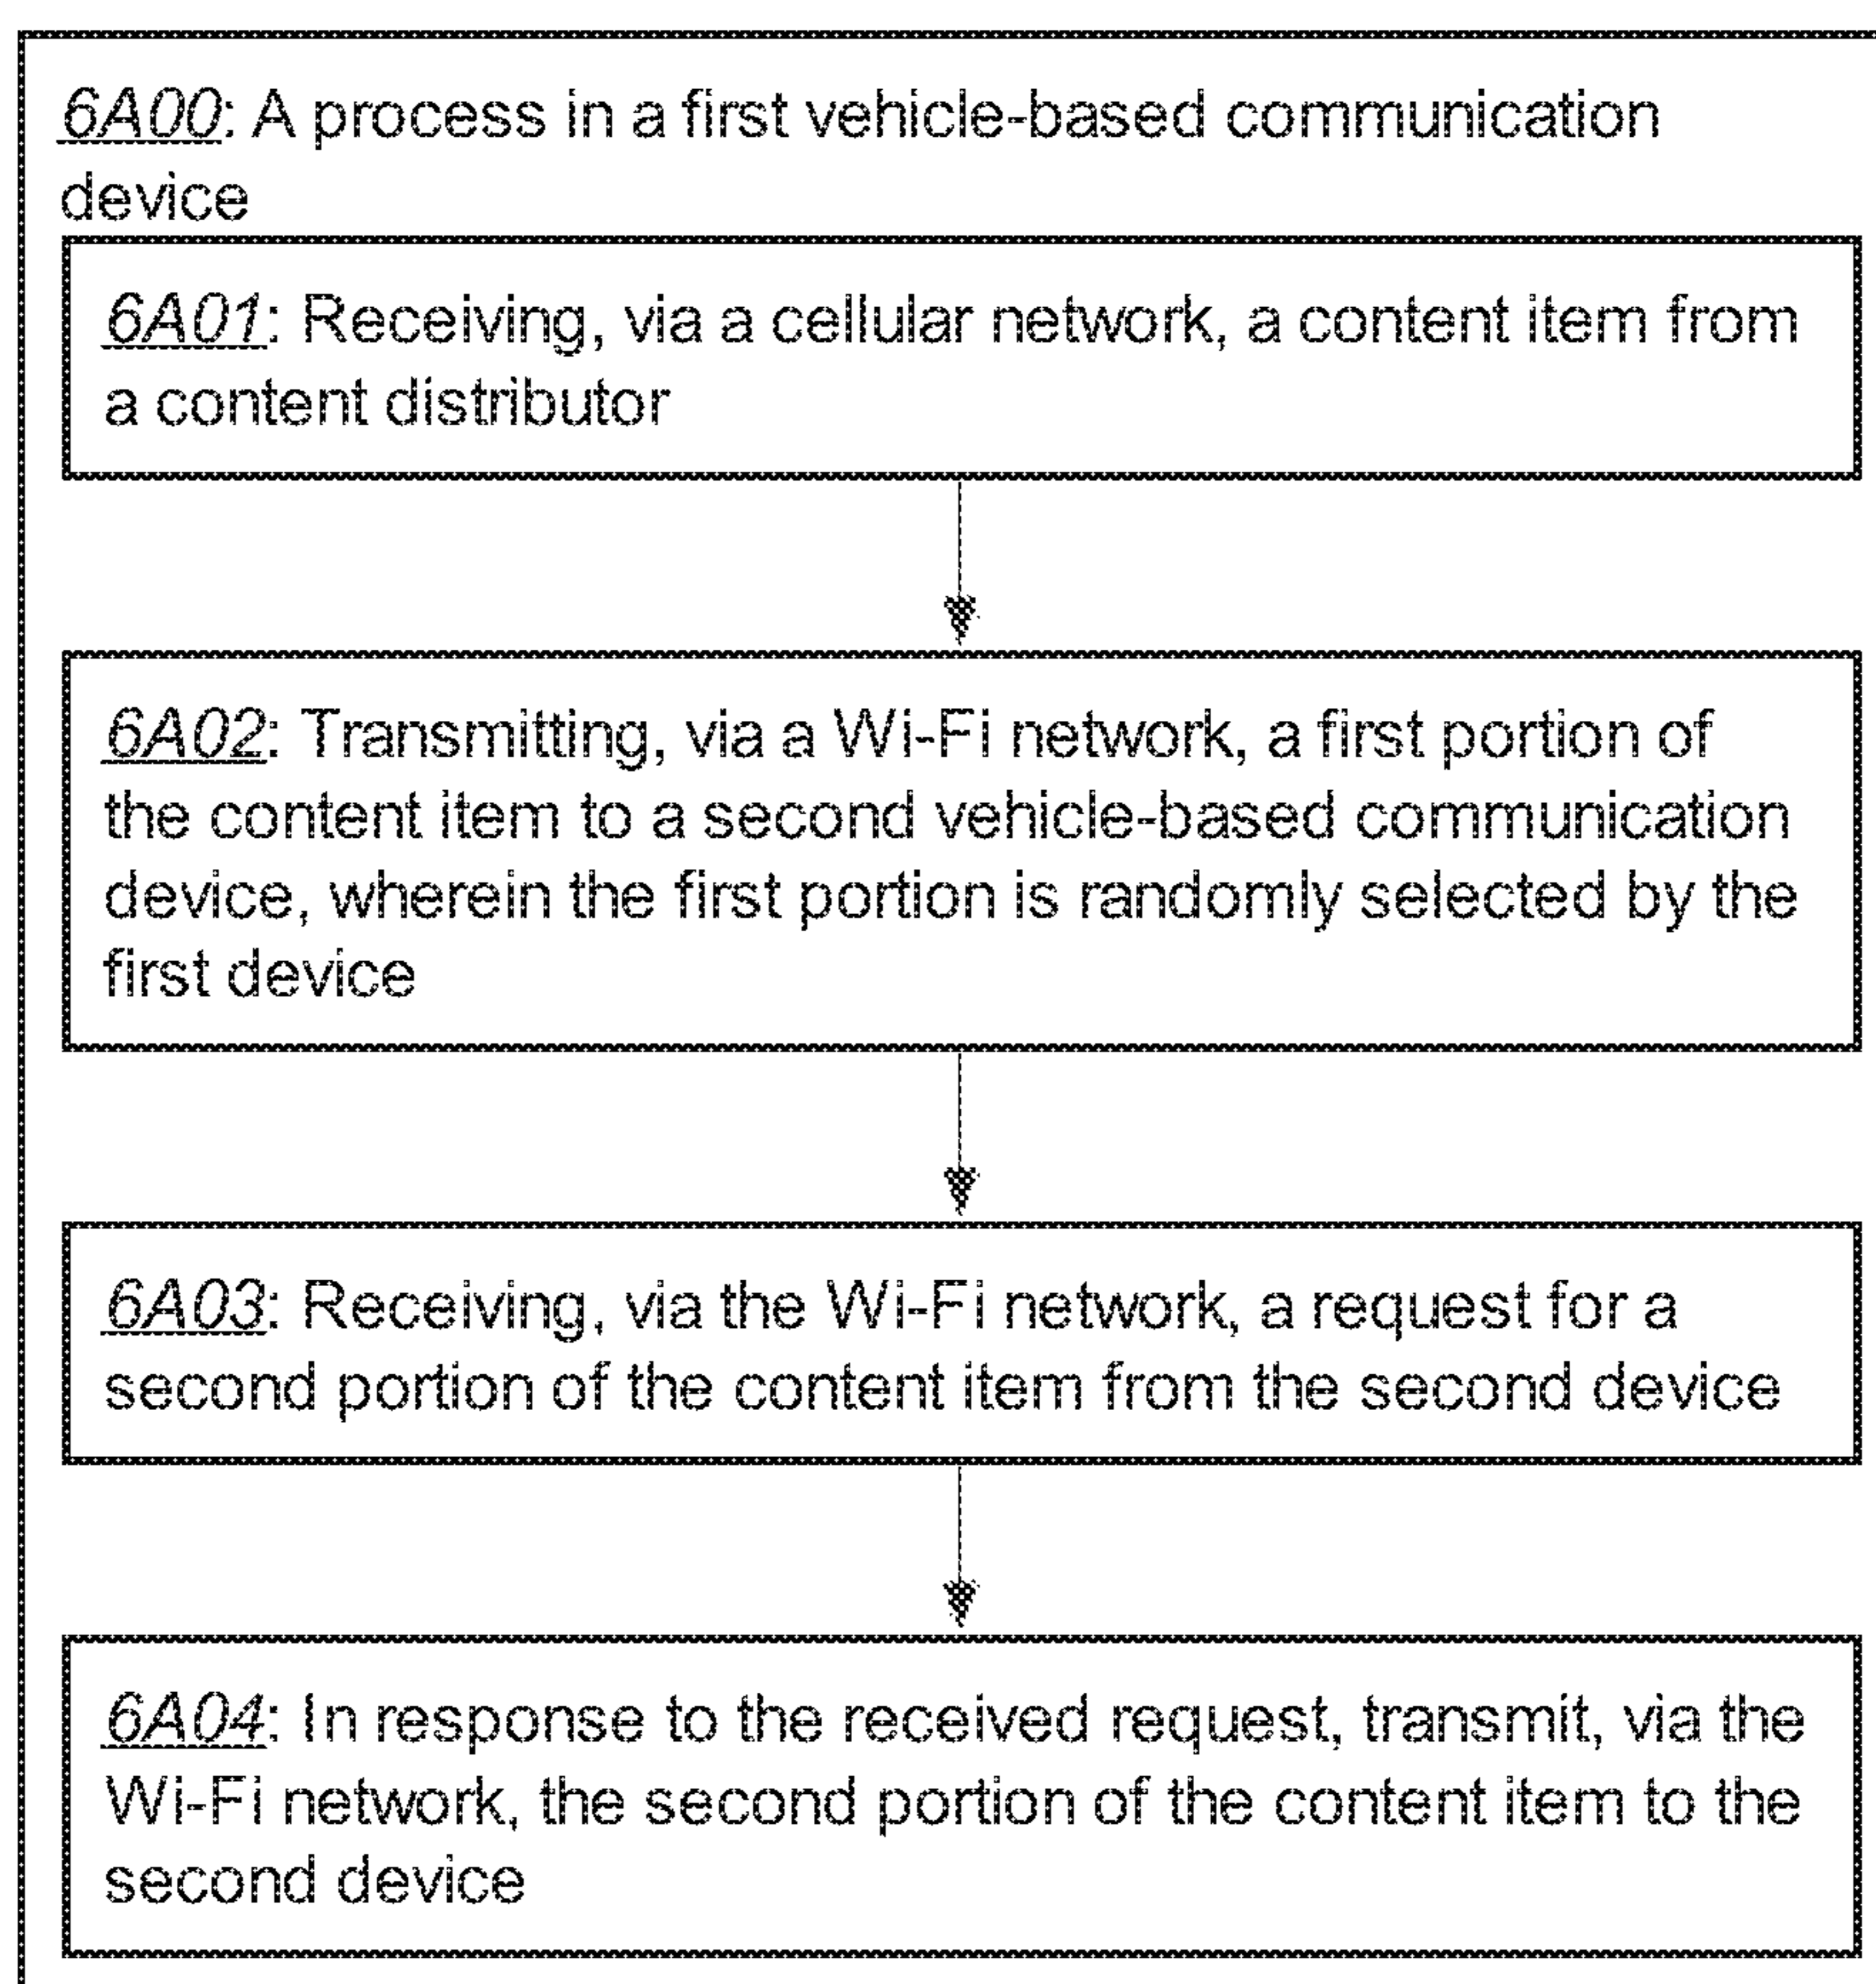 6A00: A process in a first vehicle-based communication
device
6A01: Receiving, via a cellular network, a content item from
a content distributor
6A02: Transmitting, via a Wi-Fi network, a first portion of
the content item to a second vehicle-based communication
device, wherein the first portion is randomly selected by the
first device
6A03: Receiving, via the Wi-Fi network, a request for a
second portion of the content item from the second device
6A04: In response to the received request, transmit, via the
Wi-Fi network, the second portion of the content item to the
second device